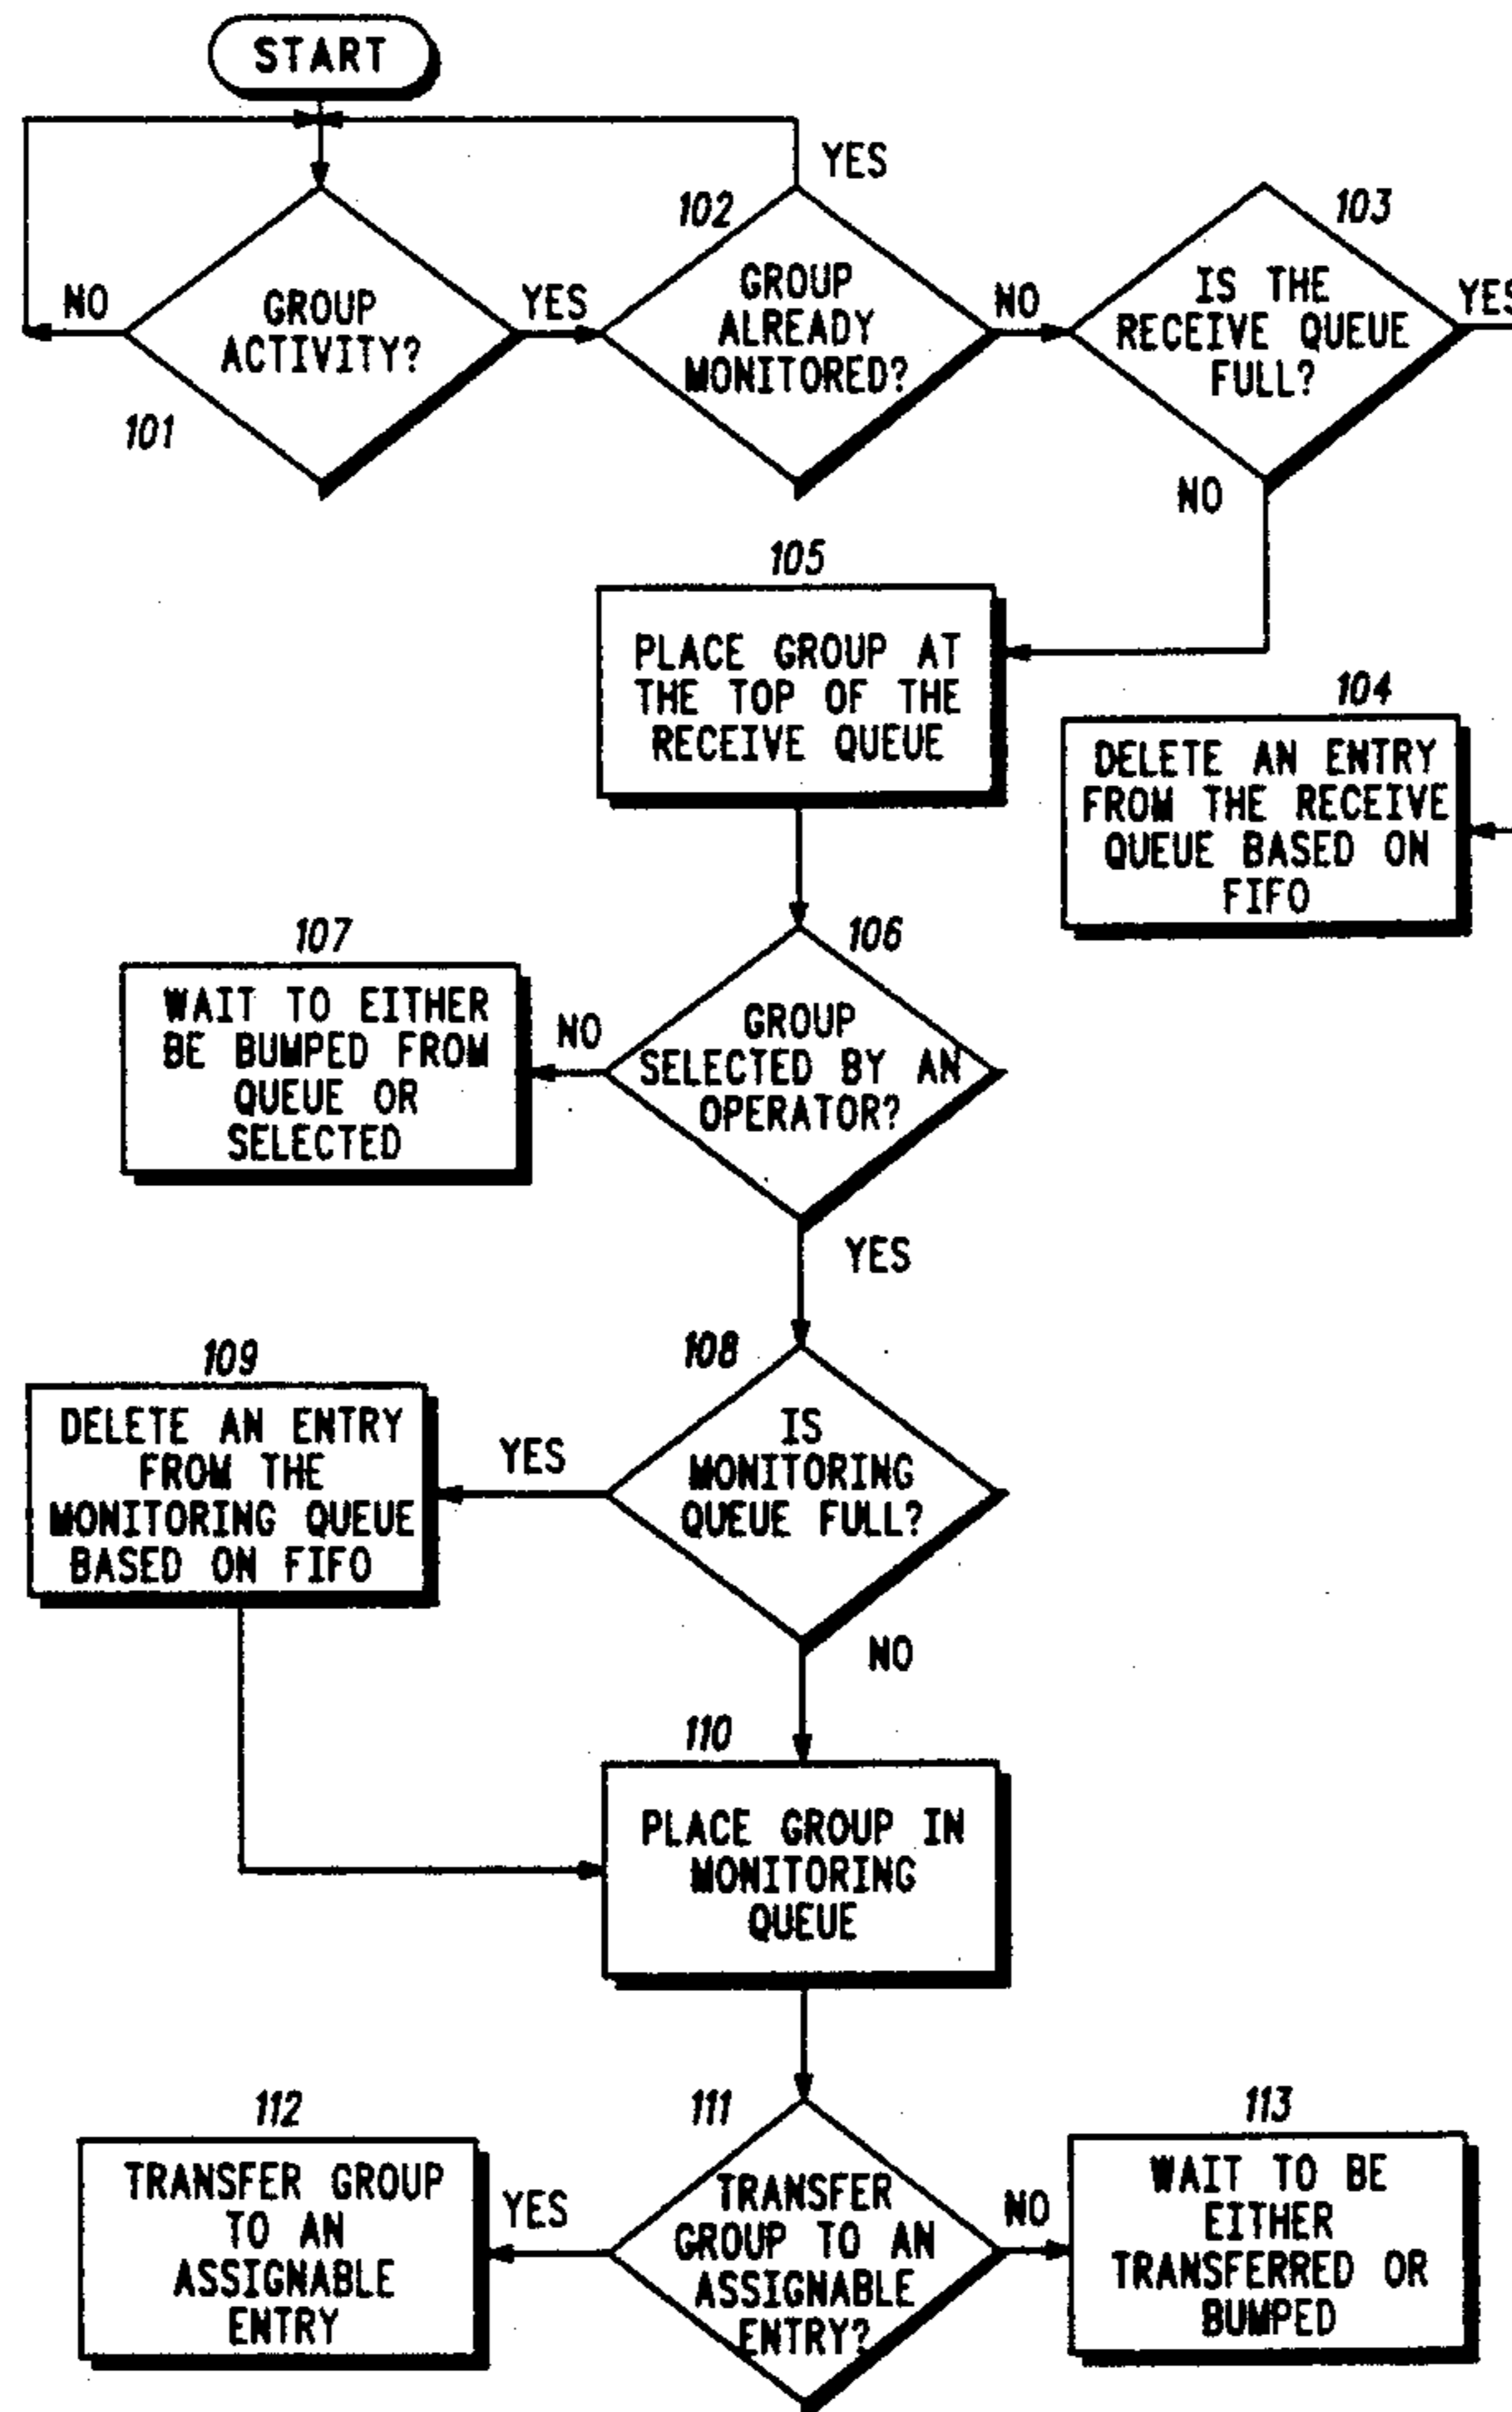 START
YES
102
103
NO
GROUP
ACTIVITY?
YES
GROUP
ALREADY
MONITORED?
NO
IS THE
RECEIVE QUEUE
FULL?
YES
101
NO
105
PLACE GROUP AT
THE TOP OF THE
RECEIVE QUEUE
104
DELETE AN ENTRY
FROM THE RECEIVE
QUEUE BASED ON
FIFO
107
WAIT TO EITHER
BE BUMPED FROM
QUEUE OR
SELECTED
NO
106
GROUP
SELECTED BY AN
OPERATOR?
YES
109
DELETE AN ENTRY
FROM THE
MONITORING QUEUE
BASED ON FIFO
YES
108
IS
MONITORING
QUEUE FULL?
NO
110
PLACE GROUP IN
MONITORING
QUEUE
112
TRANSFER GROUP
TO AN
ASSIGNABLE
ENTRY
YES
111
TRANSFER
GROUP TO AN
ASSIGNABLE
ENTRY?
NO
113
WAIT TO BE
EITHER
TRANSFERRED OR
BUMPED